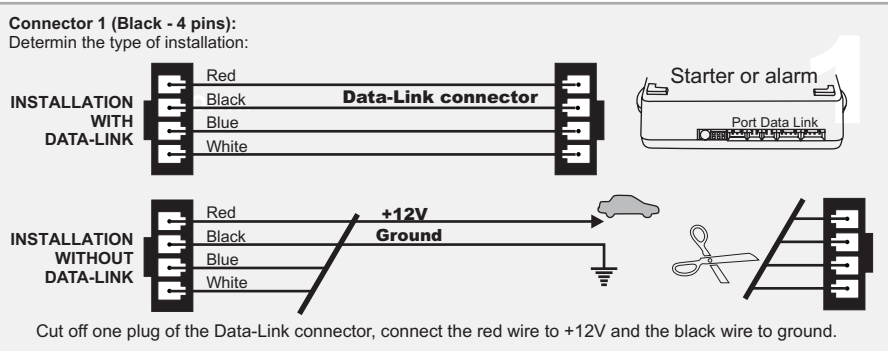 Connector 1 (Black - 4 pins):
Determin the type of installation:
INSTALLATION
WITH
DATA-LINK
Red
Black
Blue
White
Data-Link connector
Starter or alarm
1
Port Data Link
INSTALLATION
WITHOUT
DATA-LINK
Red
Black
Blue
White
+12V
Ground
Cut off one plug of the Data-Link connector, connect the red wire to +12V and the black wire to ground.